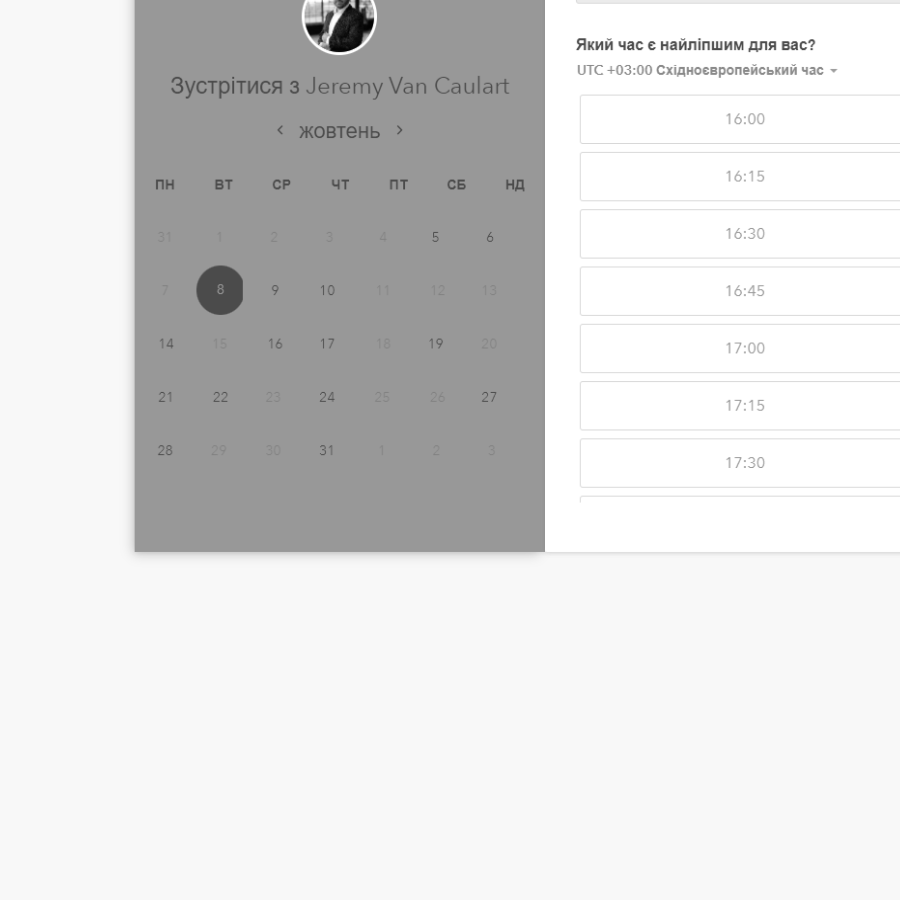 Зустрітися з Jeremy Van Caulart
жовтень
ПН ВТ СР ЧТ ПТ СБ НД
31 1 2 3 4 5 6
7 8 9 10 11 12 13
14 15 16 17 18 19 20
21 22 23 24 25 26 27
28 29 30 31 1 2 3
Який час є найліпшим для вас?
UTC +03:00 Східноєвропейський час
16:00
16:15
16:30
16:45
17:00
17:15
17:30